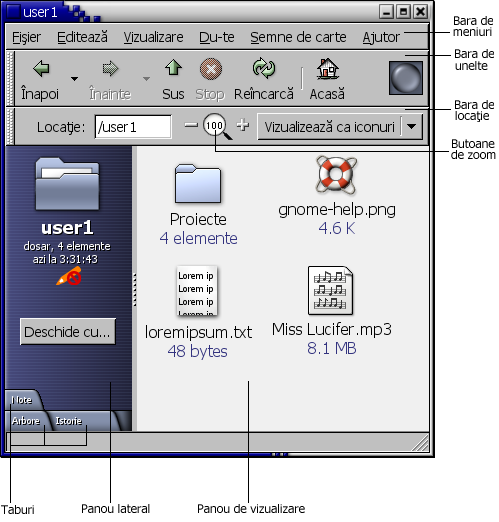 user1
Fişier Editează Vizualizare Du-te Semne de carte Ajutor
Bara de
meniuri
Bara de
unelte
Înapoi Înainte Sus Stop Reîncarcă Acasă
Bara de
locaţie
Locaţie: /user1 100 Vizualizează ca iconuri
Butoane
de zoom
user1
dosar, 4 elemente
azi la 3:31:43
Deschide cu...
Proiecte
4 elemente
gnome-help.png
4.6 K
Lorem ip
Lorem ip
Lorem ip
Lorem ip
loremipsum.txt
48 bytes
Miss Lucifer.mp3
8.1 MB
Note
Arbore Istorie
Taburi Panou lateral Panou de vizualizare